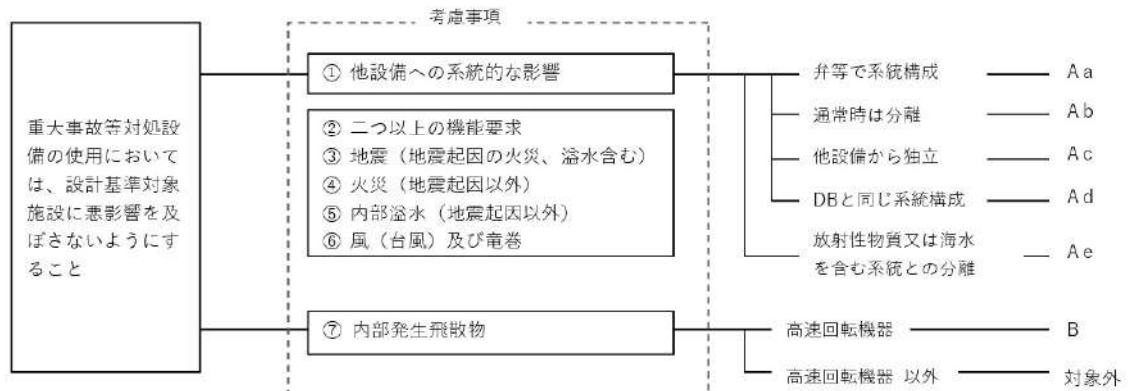 考慮事項
重大事故等対処設
備の使用において
は、設計基準対象
施設に悪影響を及
ぼさないようにす
ること
① 他設備への系統的な影響
② 二つ以上の機能要求
③ 地震（地震起因の火災、溢水含む）
④ 火災（地震起因以外）
⑤ 内部溢水（地震起因以外）
⑥ 風（台風）及び竜巻
⑦ 内部発生飛散物
弁等で系統構成 Aa
通常時は分離 Ab
他設備から独立 Ac
DBと同じ系統構成 Ad
放射性物質又は海水
を含む系統との分離 Ae
高速回転機器 B
高速回転機器 以外 対象外